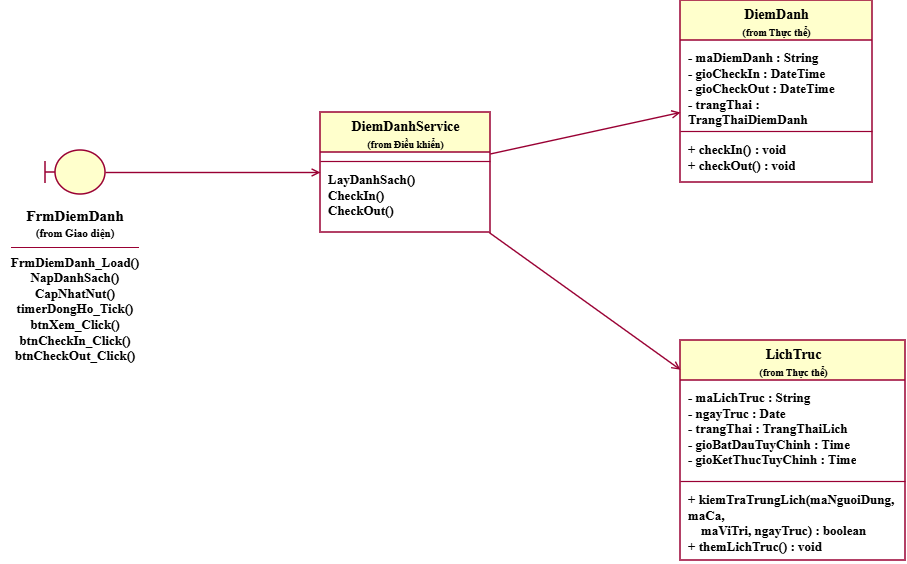 DiemDanh
(from Thực thể)
- maDiemDanh : String
- gioCheckIn : DateTime
- gioCheckOut : DateTime
- trangThai :
TrangThaiDiemDanh
+ checkIn() : void
+ checkOut() : void
DiemDanhService
(from Điều khiển)
LayDanhSach()
CheckIn()
CheckOut()
FrmDiemDanh
(from Giao diện)
FrmDiemDanh_Load()
NapDanhSach()
CapNhatNut()
timerDongHo_Tick()
btnXem_Click()
btnCheckIn_Click()
btnCheckOut_Click()
LichTruc
(from Thực thể)
- maLichTruc : String
- ngayTruc : Date
- trangThai : TrangThaiLich
- gioBatDauTuyChinh : Time
- gioKetThucTuyChinh : Time
+ kiemTraTrungLich(maNguoiDung,
maCa,
maViTri, ngayTruc) : boolean
+ themLichTruc() : void